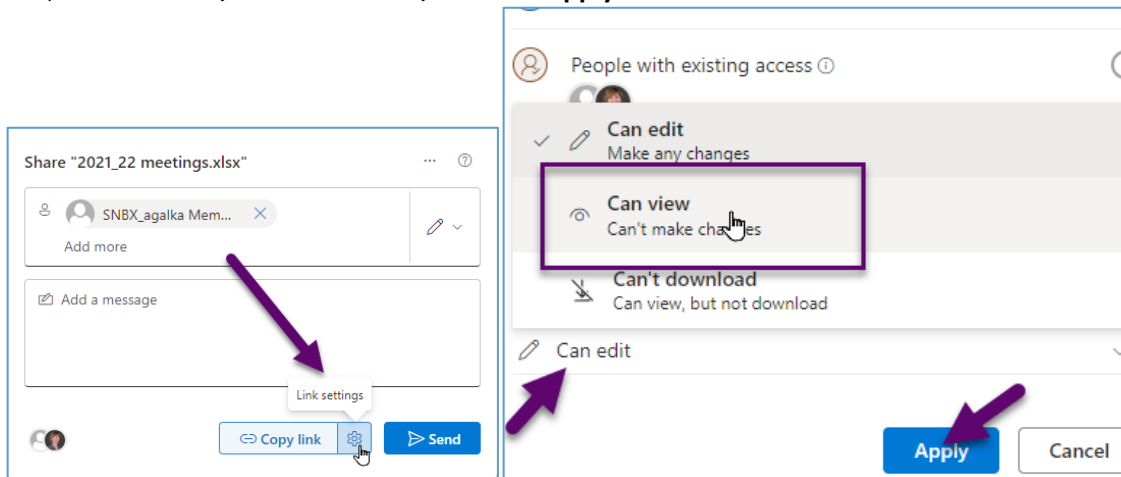 Share "2021_22 meetings.xlsx"
SNBX_agalka Mem...
Add more
Add a message
Link settings
Copy link
Send
People with existing access
Can edit
Make any changes
Can view
Can't make changes
Can't download
Can view, but not download
Can edit
Apply
Cancel